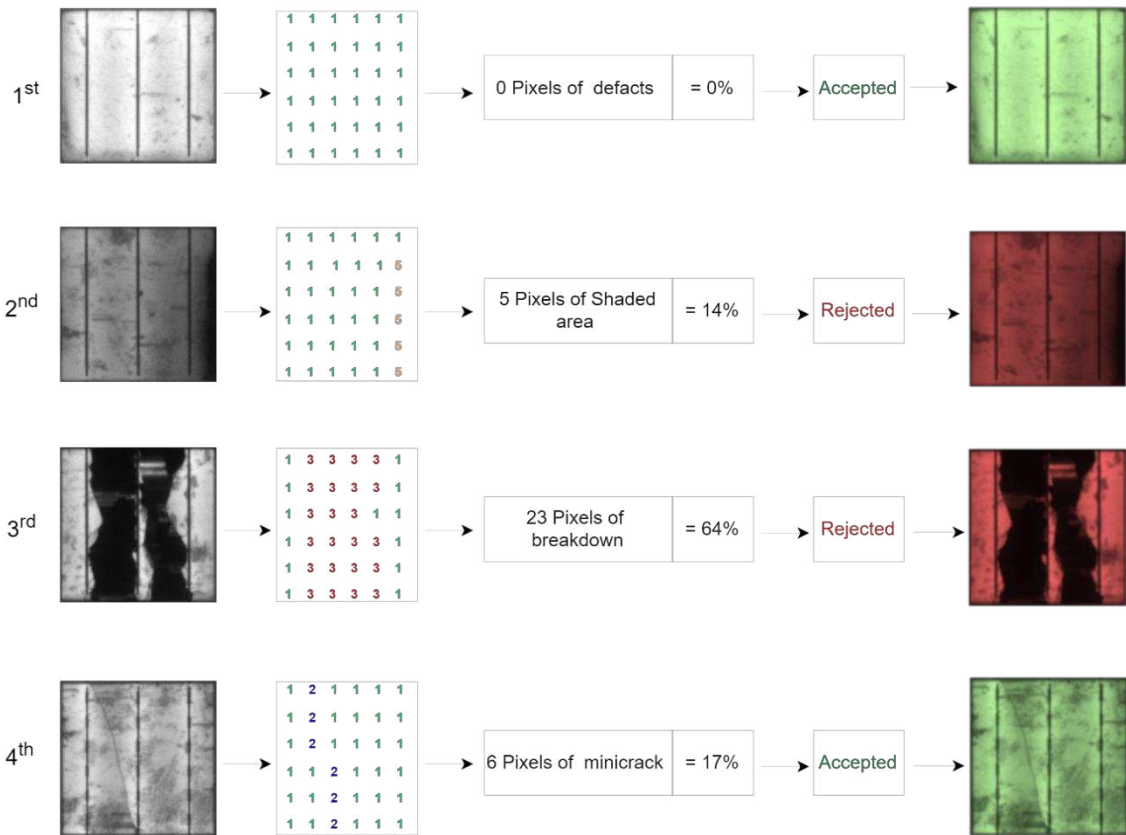 1st
1 1 1 1 1 1
1 1 1 1 1 1
1 1 1 1 1 1
1 1 1 1 1 1
1 1 1 1 1 1
1 1 1 1 1 1
0 Pixels of defects
= 0%
Accepted
2nd
1 1 1 1 1 1
1 1 1 1 1 5
1 1 1 1 1 5
1 1 1 1 1 5
1 1 1 1 1 5
1 1 1 1 1 5
5 Pixels of Shaded
area
= 14%
Rejected
3rd
1 3 3 3 3 1
1 3 3 3 3 1
1 3 3 3 1 1
1 3 3 3 3 1
1 3 3 3 3 1
1 3 3 3 3 1
23 Pixels of
breakdown
= 64%
Rejected
4th
1 2 1 1 1 1
1 2 1 1 1 1
1 2 1 1 1 1
1 1 2 1 1 1
1 1 2 1 1 1
1 1 2 1 1 1
6 Pixels of minicrack
= 17%
Accepted